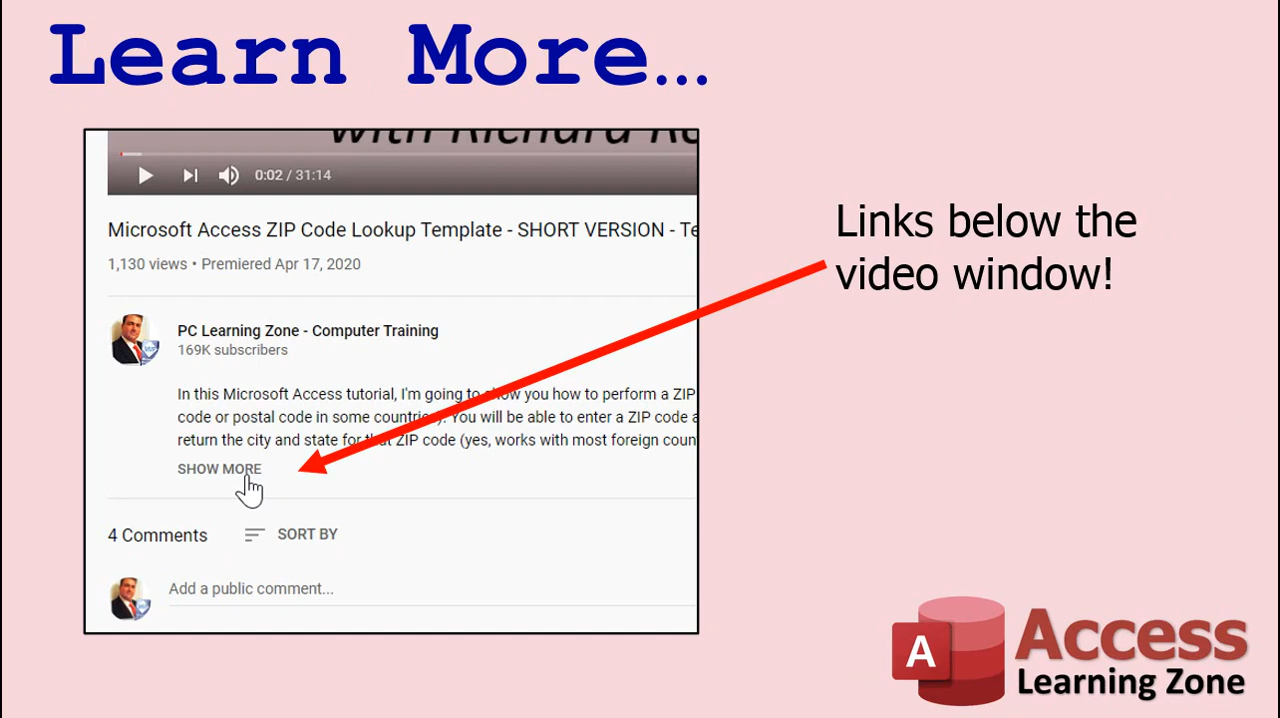 Learn More...
with Richard
0:02 / 31:14
Microsoft Access ZIP Code Lookup Template - SHORT VERSION - Te
1,130 views • Premiered Apr 17, 2020
PC Learning Zone - Computer Training
169K subscribers
In this Microsoft Access tutorial, I'm going to show you how to perform a ZIP
code or postal code in some countries). You will be able to enter a ZIP code a
return the city and state for that ZIP code (yes, works with most foreign coun
SHOW MORE
4 Comments SORT BY
Add a public comment...
Links below the
video window!
A
Access
Learning Zone